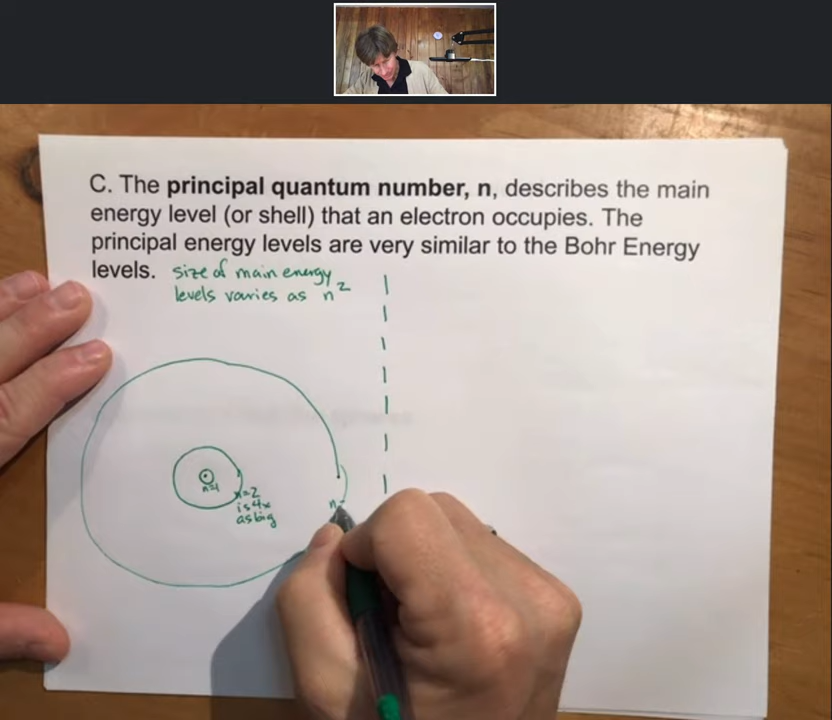 C. The principal quantum number, n, describes the main
energy level (or shell) that an electron occupies. The
principal energy levels are very similar to the Bohr Energy
levels. size of main energy
levels varies as n²
n=1
n=2
is 4x
as big
n=